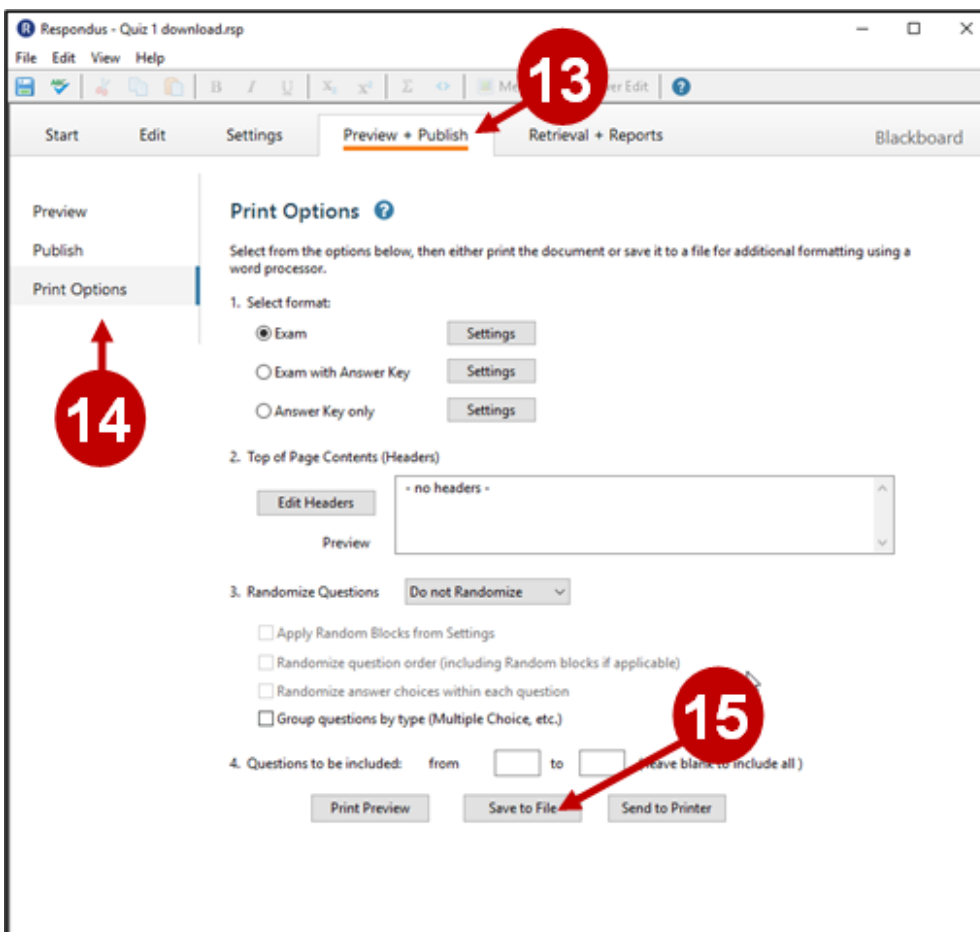 Respondus - Quiz 1 download.rsp
File Edit View Help
B I U X₂ X² Σ Edit
13
Start Edit Settings Preview + Publish Retrieval + Reports Blackboard
Preview
Publish
Print Options
14
Print Options ?
Select from the options below, then either print the document or save it to a file for additional formatting using a
word processor.
1. Select format:
Exam Settings
Exam with Answer Key Settings
Answer Key only Settings
2. Top of Page Contents (Headers)
Edit Headers
- no headers -
Preview
3. Randomize Questions Do not Randomize
Apply Random Blocks from Settings
Randomize question order (including Random blocks if applicable)
Randomize answer choices within each question
Group questions by type (Multiple Choice, etc.)
15
4. Questions to be included: from to (leave blank to include all )
Print Preview Save to File Send to Printer